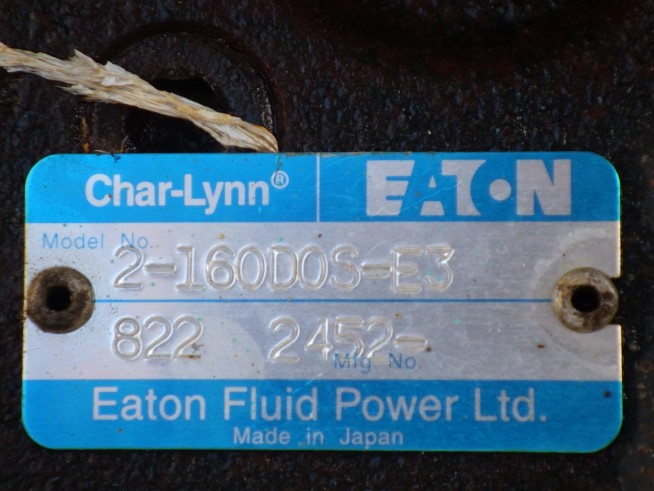 Char-Lynn® EATON
Model No.
2-160D0S-E3
822 2452-
Mfg No.
Eaton Fluid Power Ltd.
Made in Japan